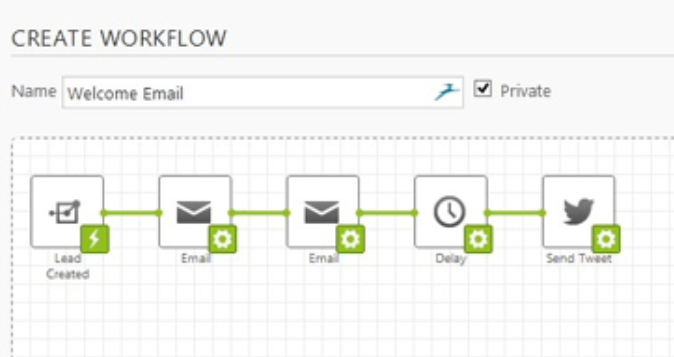 CREATE WORKFLOW
Name Welcome Email Private
Lead Created Email Email Delay Send Tweet